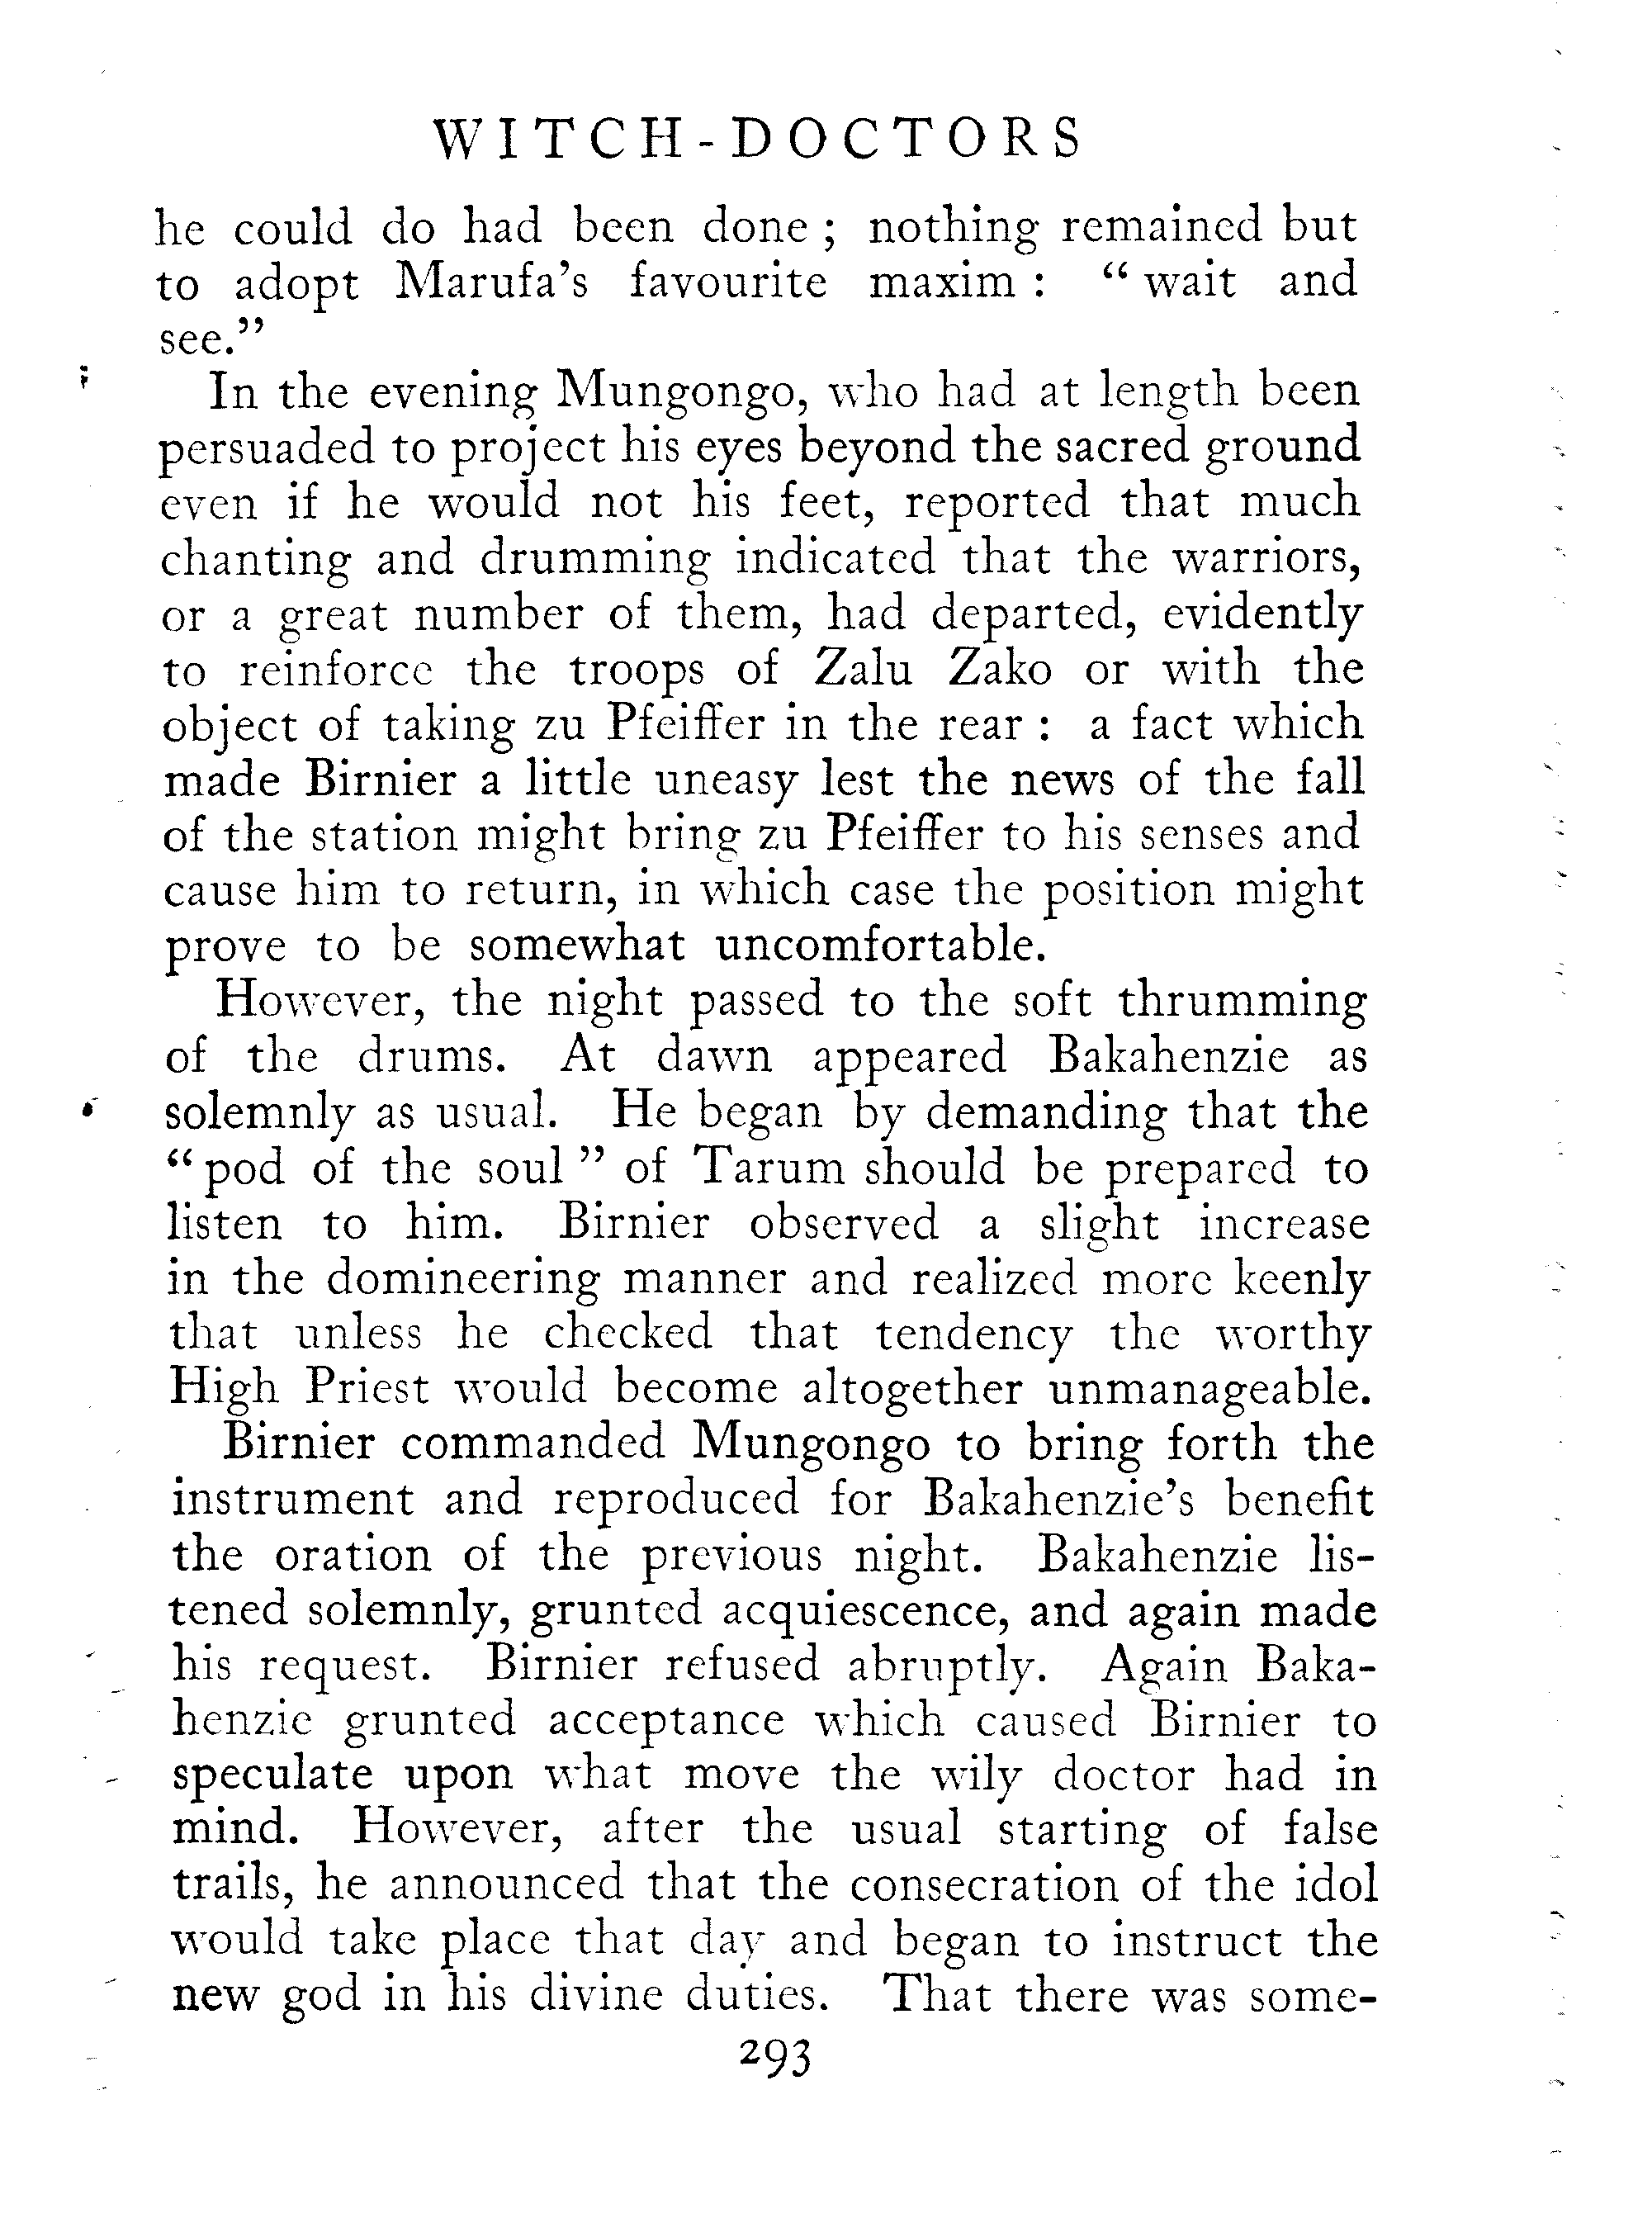 WITCH-DOCTORS
he could do had been done ; nothing remained but
to adopt Marufa's favourite maxim : " wait and
see."
In the evening Mungongo, who had at length been
persuaded to project his eyes beyond the sacred ground
even if he would not his feet, reported that much
chanting and drumming indicated that the warriors,
or a great number of them, had departed, evidently
to reinforce the troops of Zalu Zako or with the
object of taking zu Pfeiffer in the rear : a fact which
made Birnier a little uneasy lest the news of the fall
of the station might bring zu Pfeiffer to his senses and
cause him to return, in which case the position might
prove to be somewhat uncomfortable.
However, the night passed to the soft thrumming
of the drums. At dawn appeared Bakahenzie as
solemnly as usual. He began by demanding that the
" pod of the soul " of Tarum should be prepared to
listen to him. Birnier observed a slight increase
in the domineering manner and realized more keenly
that unless he checked that tendency the worthy
High Priest would become altogether unmanageable.
Birnier commanded Mungongo to bring forth the
instrument and reproduced for Bakahenzie's benefit
the oration of the previous night. Bakahenzie lis-
tened solemnly, grunted acquiescence, and again made
his request. Birnier refused abruptly. Again Baka-
henzie grunted acceptance which caused Birnier to
speculate upon what move the wily doctor had in
mind. However, after the usual starting of false
trails, he announced that the consecration of the idol
would take place that day and began to instruct the
new god in his divine duties. That there was some-
293